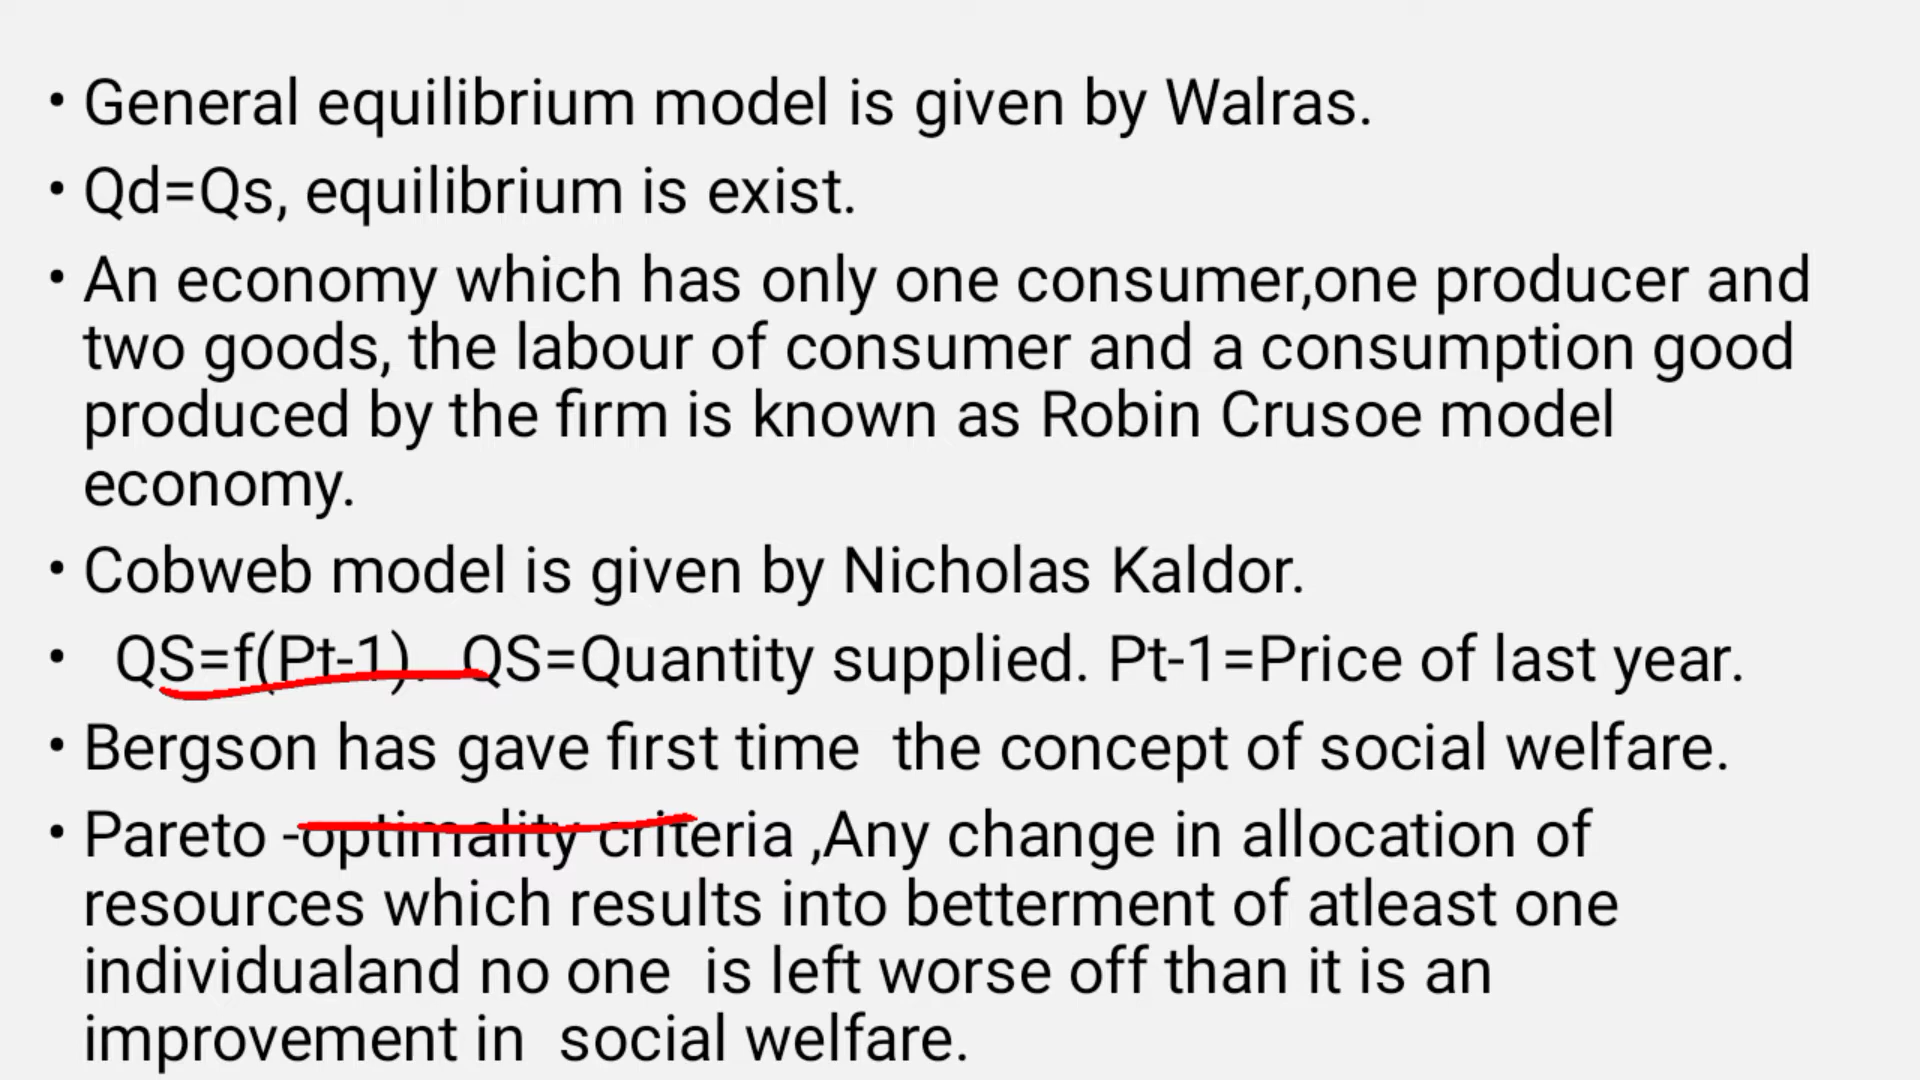 • General equilibrium model is given by Walras.
• Qd=Qs, equilibrium is exist.
• An economy which has only one consumer,one producer and
two goods, the labour of consumer and a consumption good
produced by the firm is known as Robin Crusoe model
economy.
• Cobweb model is given by Nicholas Kaldor.
• QS=f(Pt-1). QS=Quantity supplied. Pt-1=Price of last year.
• Bergson has gave first time the concept of social welfare.
• Pareto -optimality criteria ,Any change in allocation of
resources which results into betterment of atleast one
individualand no one is left worse off than it is an
improvement in social welfare.